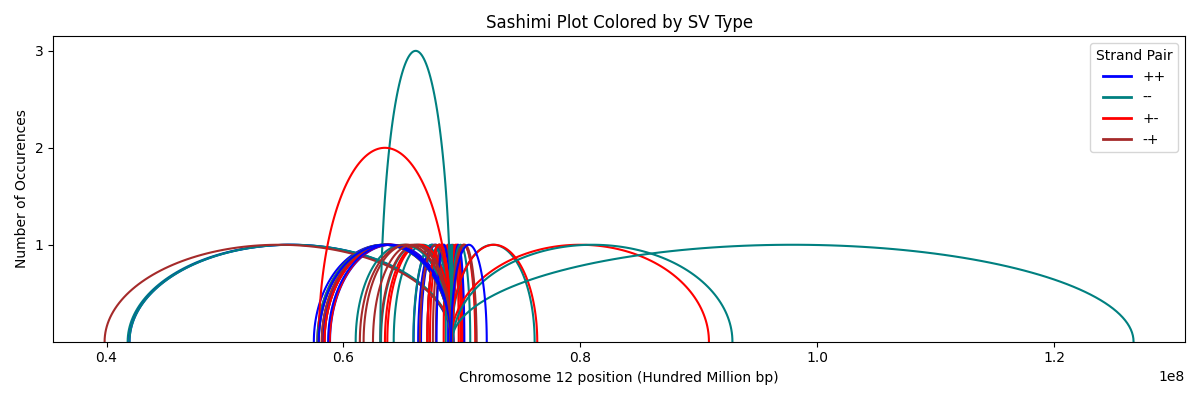 Sashimi Plot Colored by SV Type
Number of Occurences
3
2
1
Strand Pair
++
--
+-
-+
0.4
0.6
0.8
1.0
1.2
1e8
Chromosome 12 position (Hundred Million bp)